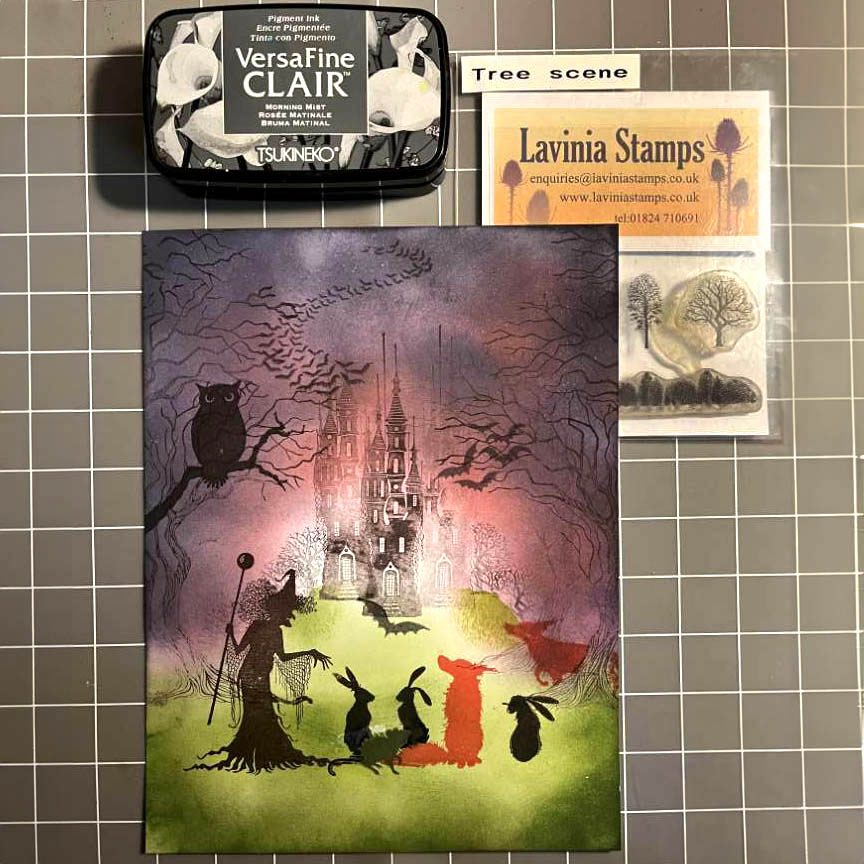 Pigment Ink
Encre Pigmentée
Tinta con Pigmento
VersaFine
CLAIR™
MORNING MIST
ROSÉE MATINALE
BRUMA MATINAL
TSUKINEKO®
Tree scene
Lavinia Stamps
enquiries@laviniastamps.co.uk
www.laviniastamps.co.uk
tel:01824 710691